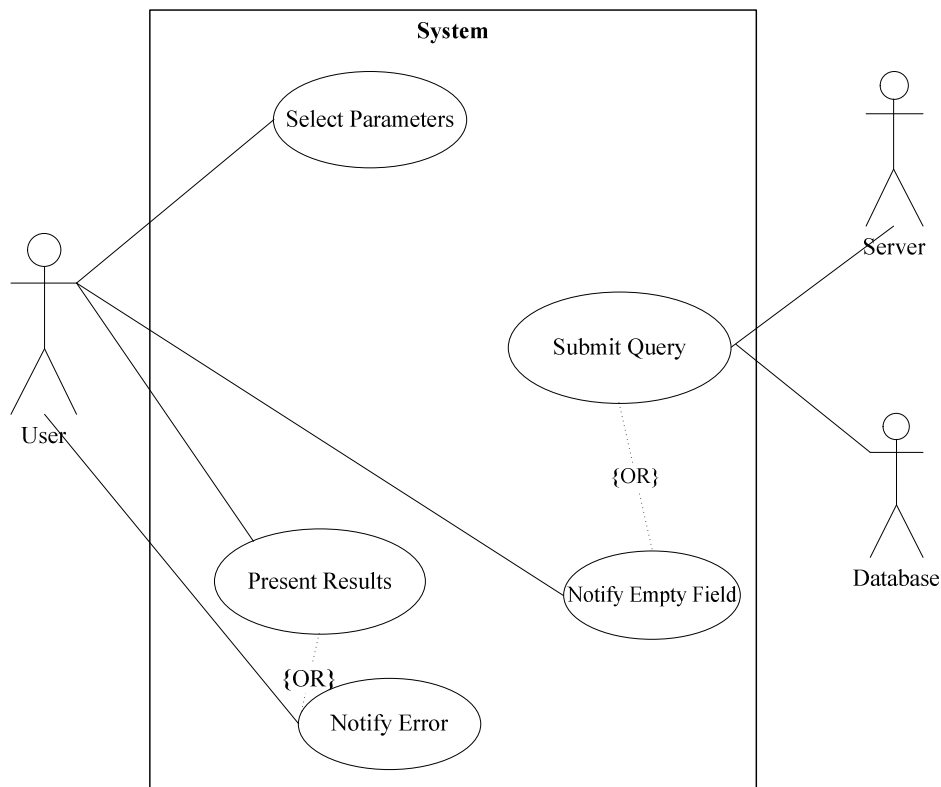 System
Select Parameters
Server
Submit Query
User
{OR}
Database
Present Results
Notify Empty Field
{OR}
Notify Error